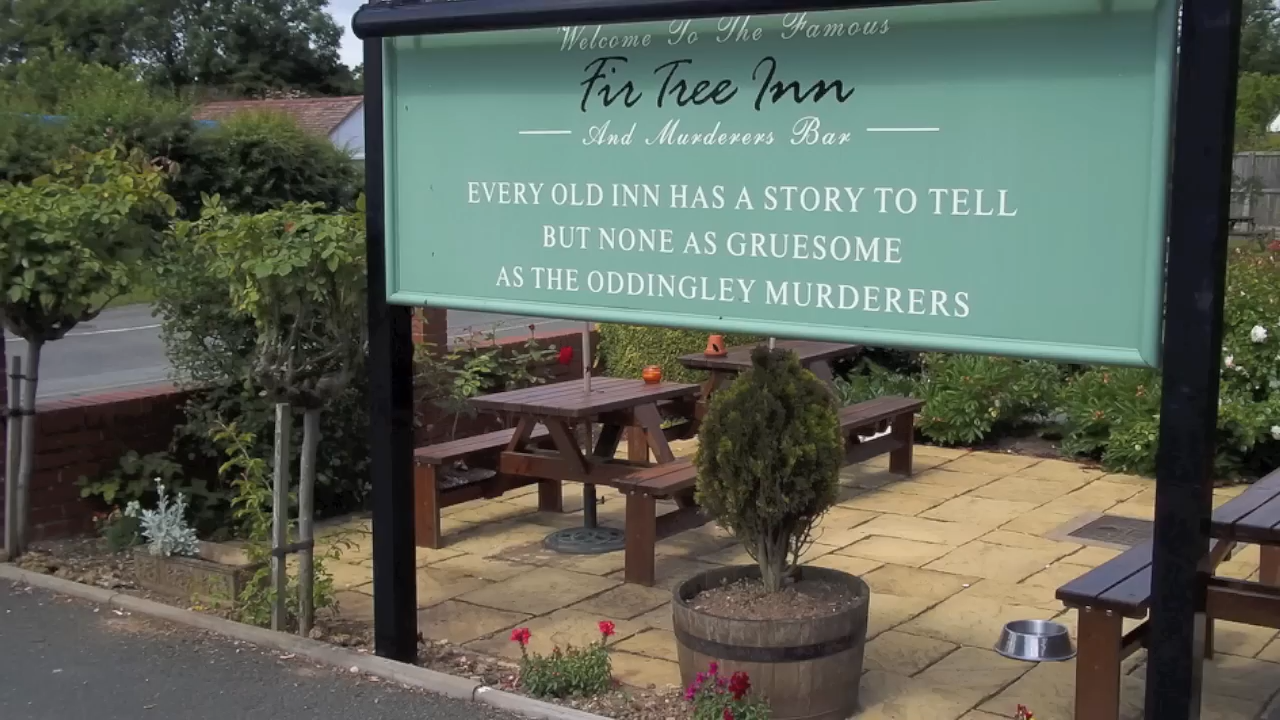 Welcome To The Famous
Fir Tree Inn
And Murderers Bar
EVERY OLD INN HAS A STORY TO TELL
BUT NONE AS GRUESOME
AS THE ODDINGLEY MURDERERS